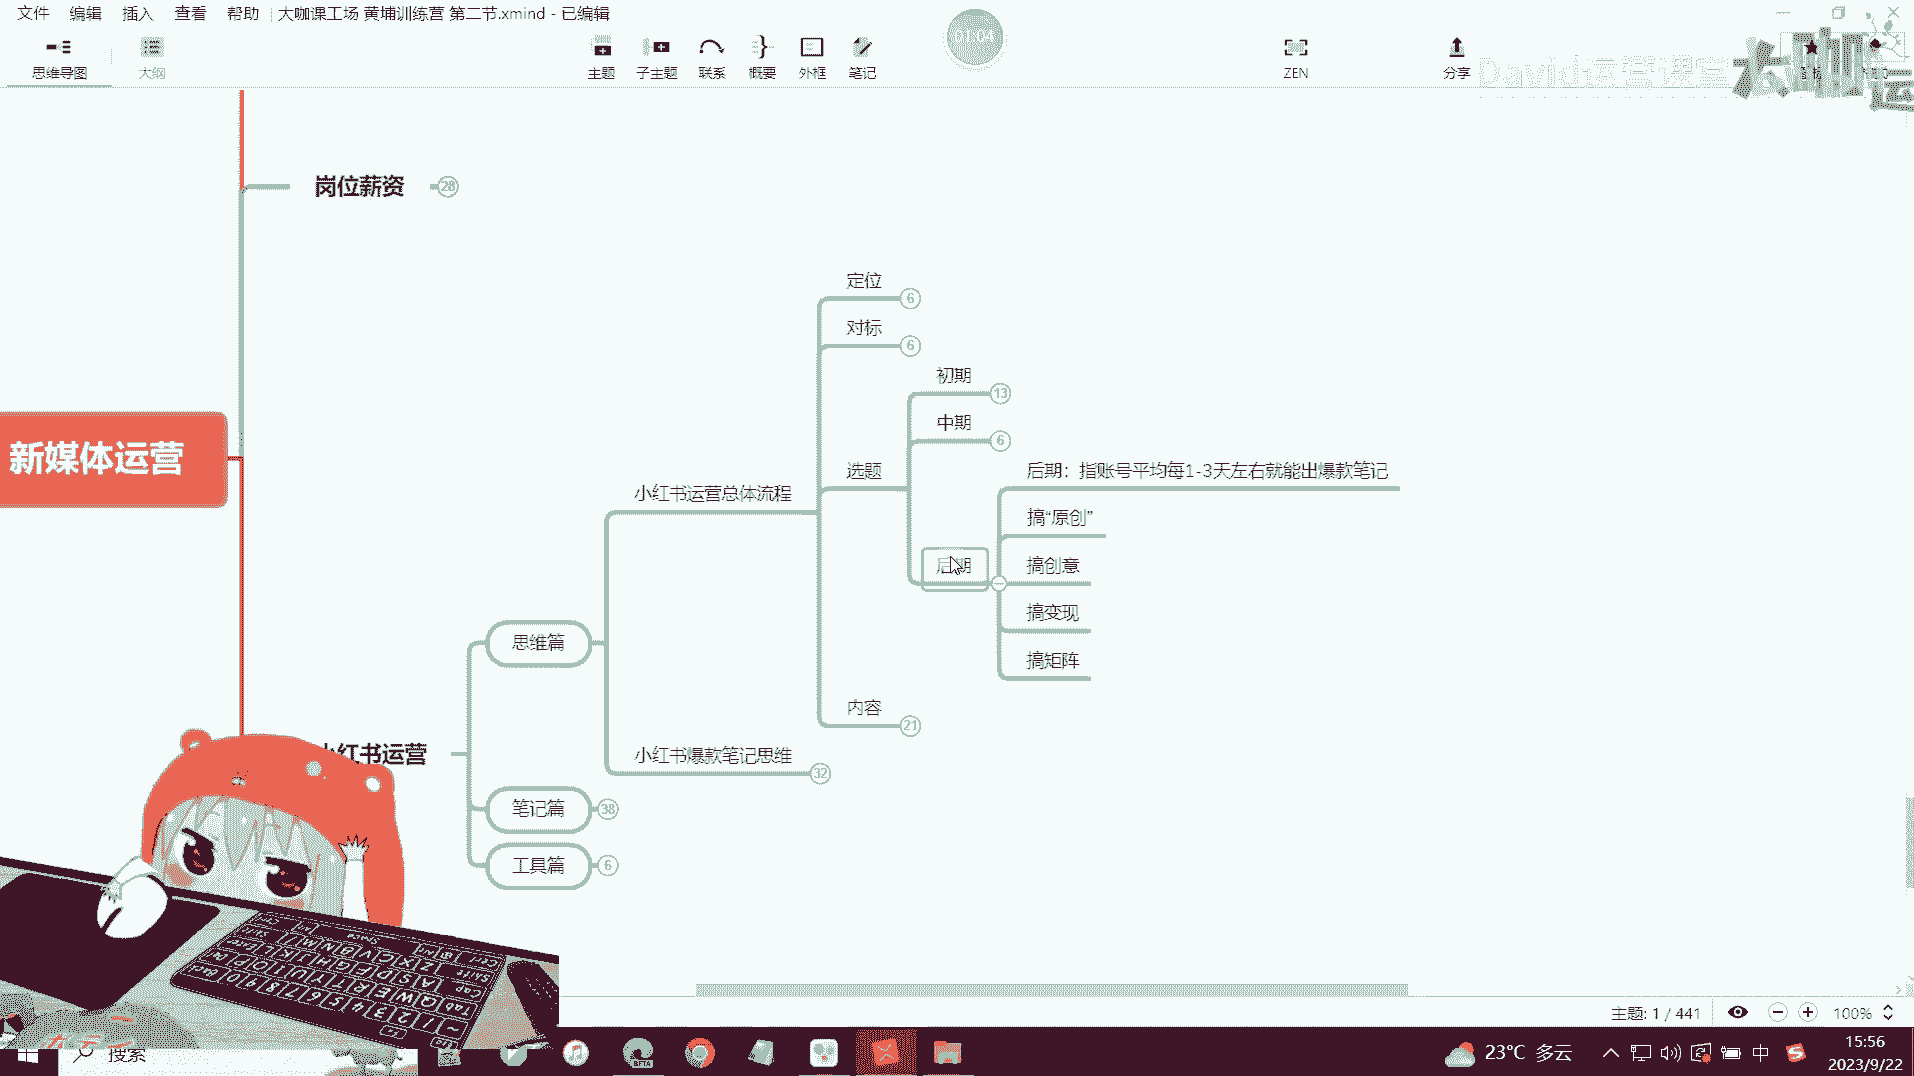 文件 编辑 插入 查看 帮助 大咖课工场 黄埔训练营 第二节.xmind - 已编辑
01:04
思维导图 大纲 主题 子主题 联系 概要 外框 笔记 ZEN 分享
David运营课堂
大咖运
岗位薪资 28
定位 6
对标 6
初期 13
中期 6
新媒体运营
选题
后期：指账号平均每1-3天左右就能出爆款笔记
小红书运营总体流程
搞“原创”
后期
搞创意
搞变现
思维篇
搞矩阵
内容 21
小红书运营
小红书爆款笔记思维 32
笔记篇 38
工具篇 6
主题: 1 / 441 100%
搜索
BETA
23°C 多云
中
15:56
2023/9/22